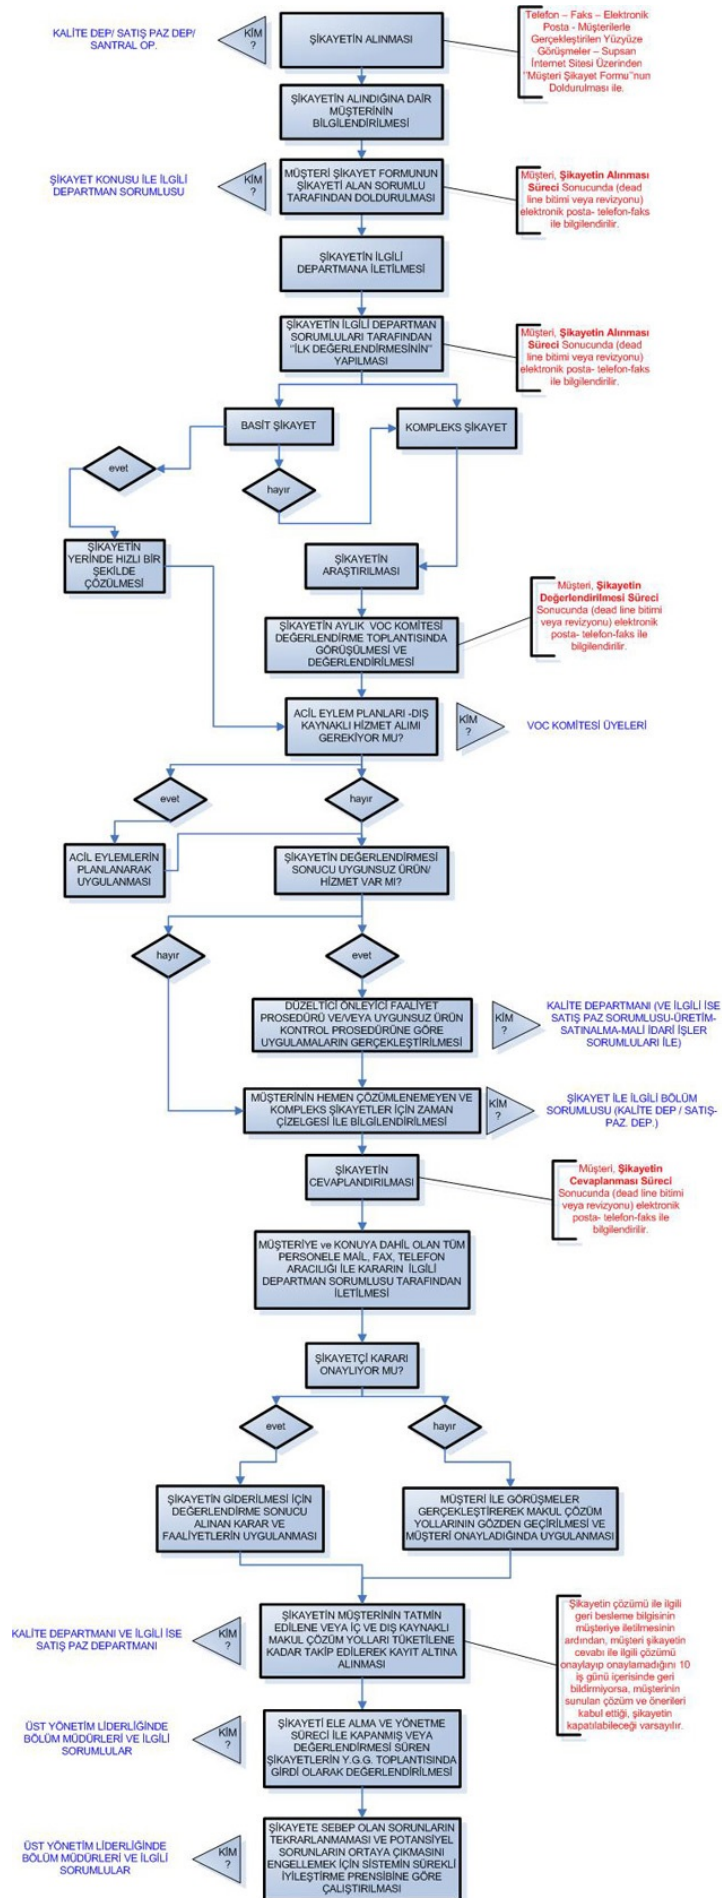 KALİTE DEP/ SATIŞ PAZ DEP/
SANTRAL OP.
KİM
?
ŞİKAYETİN ALINMASI
Telefon – Faks – Elektronik
Posta - Müşterilerle
Gerçekleştirilen Yüzyüze
Görüşmeler – Supsan
İnternet Sitesi Üzerinden
"Müşteri Şikayet Formu"nun
Doldurulması ile.
ŞİKAYETİN ALINDIĞINA DAİR
MÜŞTERİNİN
BİLGİLENDİRİLMESİ
ŞİKAYET KONUSU İLE İLGİLİ
DEPARTMAN SORUMLUSU
KİM
?
MÜŞTERİ ŞİKAYET FORMUNUN
ŞİKAYETİ ALAN SORUMLU
TARAFINDAN DOLDURULMASI
Müşteri, Şikayetin Alınması
Süreci Sonucunda (dead
line bitimi veya revizyonu)
elektronik posta- telefon-faks
ile bilgilendirilir.
ŞİKAYETİN İLGİLİ
DEPARTMANA İLETİLMESİ
ŞİKAYETİN İLGİLİ DEPARTMAN
SORUMLULARI TARAFINDAN
"İLK DEĞERLENDİRMESİNİN"
YAPILMASI
Müşteri, Şikayetin Alınması
Süreci Sonucunda (dead
line bitimi veya revizyonu)
elektronik posta- telefon-faks
ile bilgilendirilir.
BASİT ŞİKAYET
KOMPLEKS ŞİKAYET
evet
hayır
ŞİKAYETİN
YERİNDE HIZLI BİR
ŞEKİLDE
ÇÖZÜLMESİ
ŞİKAYETİN
ARAŞTIRILMASI
Müşteri, Şikayetin
Değerlendirilmesi Süreci
Sonucunda (dead line bitimi
veya revizyonu) elektronik
posta- telefon-faks ile
bilgilendirilir.
ŞİKAYETİN AYLIK VOC KOMİTESİ
DEĞERLENDİRME TOPLANTISINDA
GÖRÜŞÜLMESİ VE
DEĞERLENDİRİLMESİ
ACİL EYLEM PLANLARI -DIŞ
KAYNAKLI HİZMET ALIMI
GEREKİYOR MU?
KİM
?
VOC KOMİTESİ ÜYELERİ
evet
hayır
ACİL EYLEMLERİN
PLANLANARAK
UYGULANMASI
ŞİKAYETİN DEĞERLENDİRMESİ
SONUCU UYGUNSUZ ÜRÜN/
HİZMET VAR MI?
hayır
evet
DÜZELTİCİ ÖNLEYİCİ FAALİYET
PROSEDÜRÜ VE/VEYA UYGUNSUZ ÜRÜN
KONTROL PROSEDÜRÜNE GÖRE
UYGULAMALARIN GERÇEKLEŞTİRİLMESİ
KİM
?
KALİTE DEPARTMANI (VE İLGİLİ İSE
SATIŞ PAZ SORUMLUSU-ÜRETİM-
SATINALMA-MALİ İDARİ İŞLER
SORUMLULARI İLE)
MÜŞTERİNİN HEMEN ÇÖZÜMLENEMEYEN VE
KOMPLEKS ŞİKAYETLER İÇİN ZAMAN
ÇİZELGESİ İLE BİLGİLENDİRİLMESİ
KİM
?
ŞİKAYET İLE İLGİLİ BÖLÜM
SORUMLUSU (KALİTE DEP / SATIŞ-
PAZ. DEP.)
ŞİKAYETİN
CEVAPLANDIRILMASI
Müşteri, Şikayetin
Cevaplanması Süreci
Sonucunda (dead line bitimi
veya revizyonu) elektronik
posta- telefon-faks ile
bilgilendirilir.
MÜŞTERİYE ve KONUYA DAHİL OLAN TÜM
PERSONELE MAİL, FAX, TELEFON
ARACILIĞI İLE KARARIN İLGİLİ
DEPARTMAN SORUMLUSU TARAFINDAN
İLETİLMESİ
ŞİKAYETÇİ KARARI
ONAYLIYOR MU?
evet
hayır
ŞİKAYETİN GİDERİLMESİ İÇİN
DEĞERLENDİRME SONUCU
ALINAN KARAR VE
FAALİYETLERİN UYGULANMASI
MÜŞTERİ İLE GÖRÜŞMELER
GERÇEKLEŞTİREREK MAKUL ÇÖZÜM
YOLLARININ GÖZDEN GEÇİRİLMESİ VE
MÜŞTERİ ONAYLADIĞINDA UYGULANMASI
KALİTE DEPARTMANI VE İLGİLİ İSE
SATIŞ PAZ DEPARTMANI
KİM
?
ŞİKAYETİN MÜŞTERİNİN TATMİN
EDİLENE VEYA İÇ VE DIŞ KAYNAKLI
MAKUL ÇÖZÜM YOLLARI TÜKETİLENE
KADAR TAKİP EDİLEREK KAYIT ALTINA
ALINMASI
Şikayetin çözümü ile ilgili
geri besleme bilgisinin
müşteriye iletilmesinin
ardından, müşteri şikayetin
cevabı ile ilgili çözümü
onaylayıp onaylamadığını 10
iş günü içerisinde geri
bildirmiyorsa, müşterinin
sunulan çözüm ve önerileri
kabul ettiği, şikayetin
kapatılabileceği varsayılır.
ÜST YÖNETİM LİDERLİĞİNDE
BÖLÜM MÜDÜRLERİ VE İLGİLİ
SORUMLULAR
KİM
?
ŞİKAYETİ ELE ALMA VE YÖNETME
SÜRECİ İLE KAPANMIŞ VEYA
DEĞERLENDİRMESİ SÜREN
ŞİKAYETLERİN Y.G.G. TOPLANTISINDA
GİRDİ OLARAK DEĞERLENDİRİLMESİ
ÜST YÖNETİM LİDERLİĞİNDE
BÖLÜM MÜDÜRLERİ VE İLGİLİ
SORUMLULAR
KİM
?
ŞİKAYETE SEBEP OLAN SORUNLARIN
TEKRARLANMAMASI VE POTANSİYEL
SORUNLARIN ORTAYA ÇIKMASINI
ENGELLEMEK İÇİN SİSTEMİN SÜREKLİ
İYİLEŞTİRME PRENSİBİNE GÖRE
ÇALIŞTIRILMASI